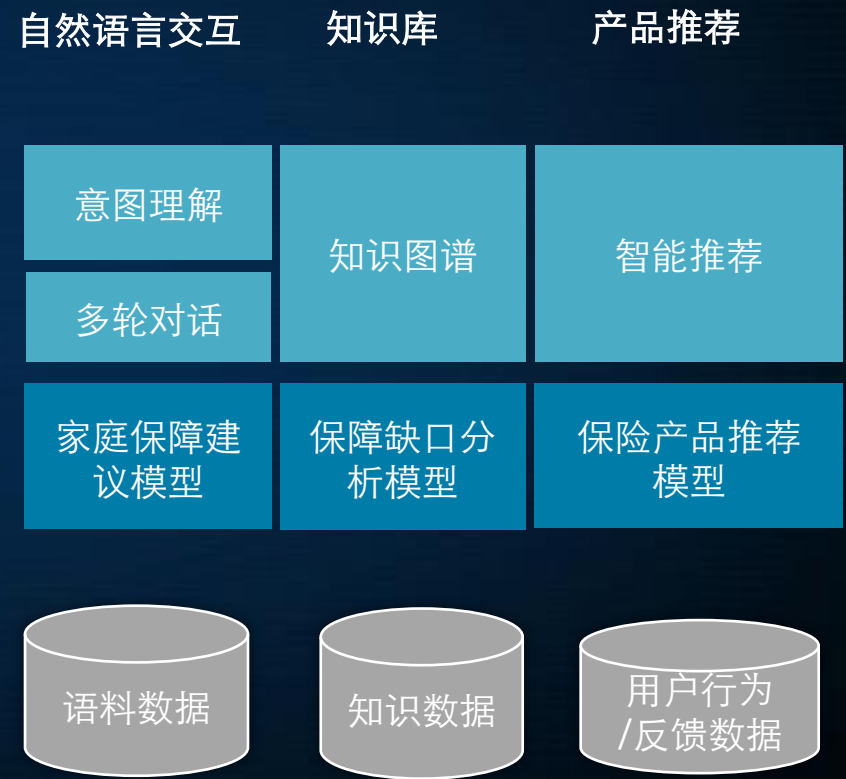 自然语言交互
知识库
产品推荐
意图理解
多轮对话
知识图谱
智能推荐
家庭保障建
议模型
保障缺口分
析模型
保险产品推荐
模型
语料数据
知识数据
用户行为
/反馈数据